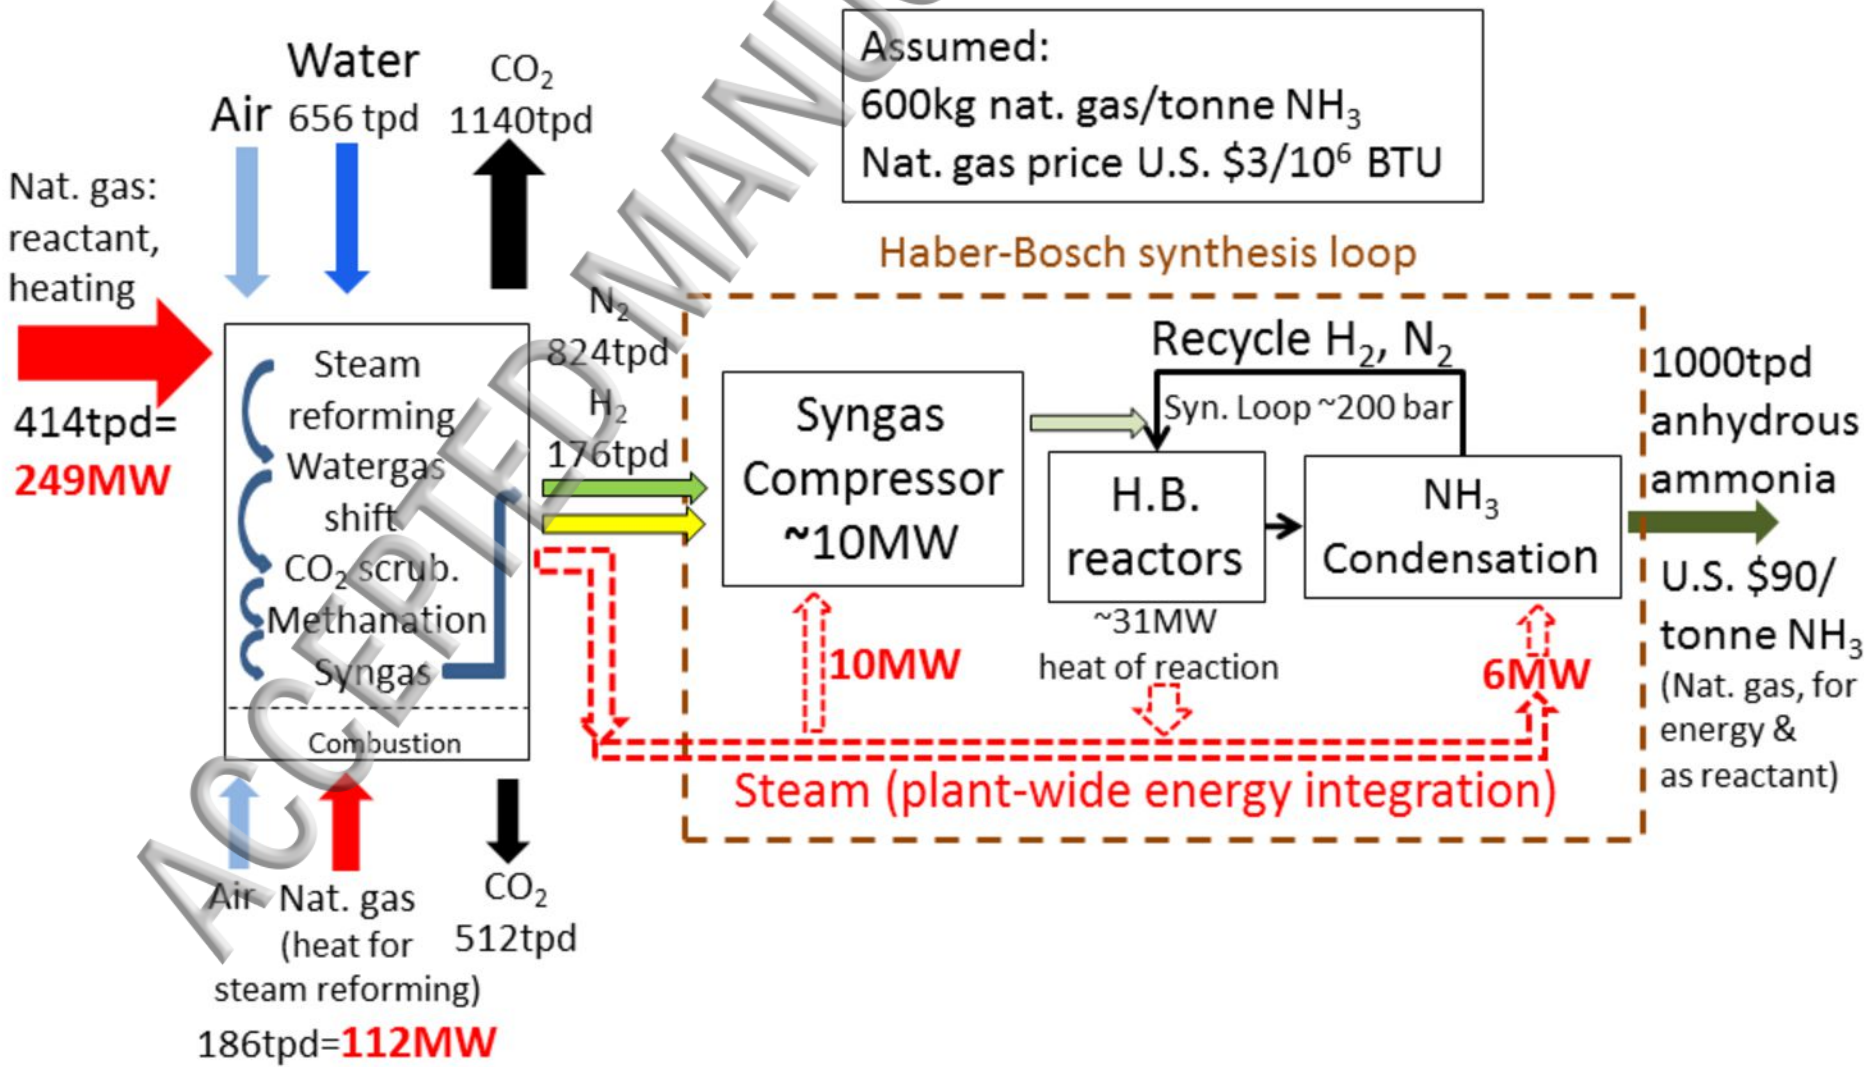 Water
656 tpd
Air
CO₂
1140tpd
Nat. gas:
reactant,
heating
414tpd=
249MW
Assumed:
600kg nat. gas/tonne NH₃
Nat. gas price U.S. $3/10⁶ BTU
Steam
reforming
Watergas
shift
CO₂ scrub.
Methanation
Syngas
Combustion
N₂
824tpd
H₂
176tpd
Haber-Bosch synthesis loop
Syngas
Compressor
~10MW
Recycle H₂, N₂
Syn. Loop ~200 bar
H.B.
reactors
~31MW
heat of reaction
NH₃
Condensation
10MW
6MW
Steam (plant-wide energy integration)
1000tpd
anhydrous
ammonia
U.S. $90/
tonne NH₃
(Nat. gas, for
energy &
as reactant)
Air
Nat. gas
(heat for
steam reforming)
186tpd=112MW
CO₂
512tpd
ACCEPTED MANU